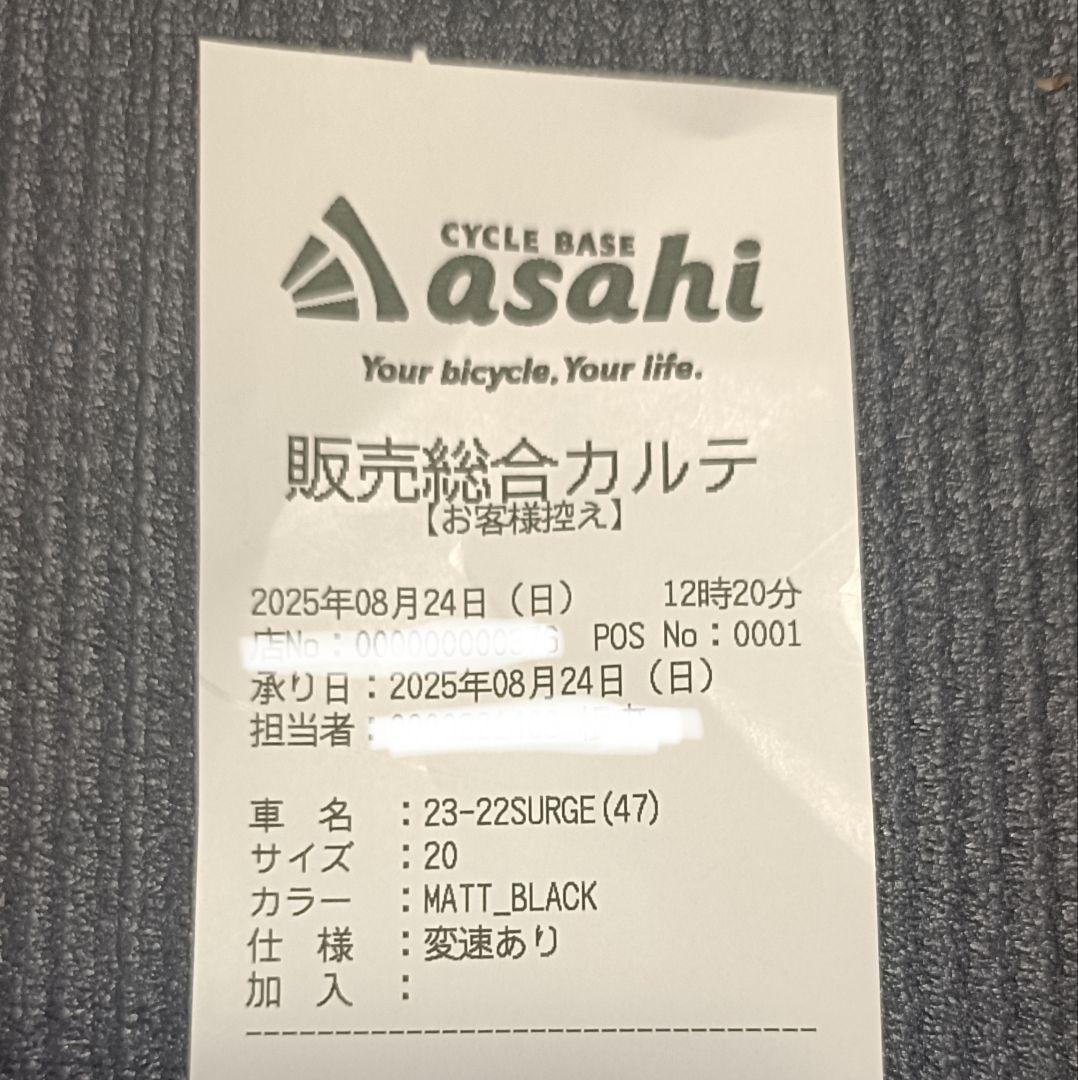 CYCLE BASE
asahi
Your bicycle, Your life.
販売総合カルテ
【お客様控え】
2025年08月24日（日） 12時20分
店No：000000000 POS No：0001
承り日：2025年08月24日（日）
担当者：
車 名 ：23-22SURGE(47)
サイズ ：20
カラー ：MATT_BLACK
仕 様 ：変速あり
加 入 ：